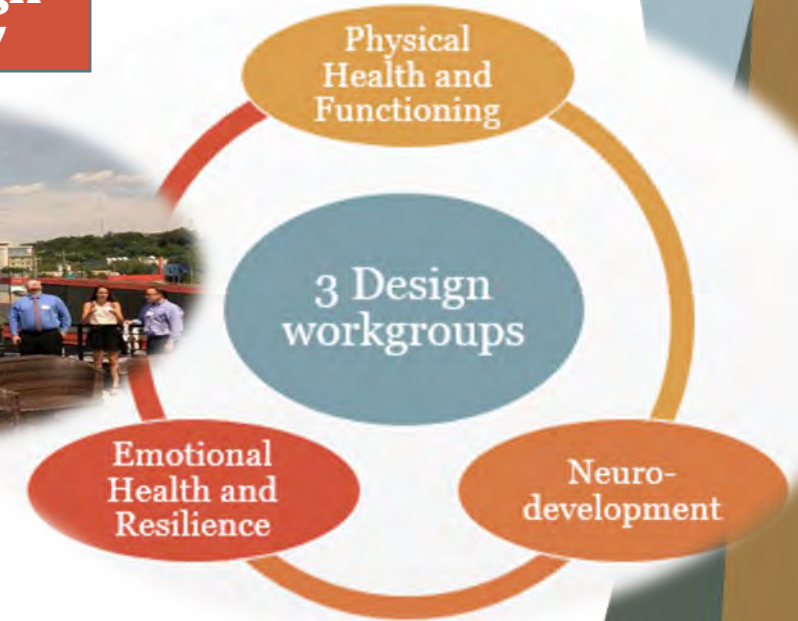 Physical
Health and
Functioning
3 Design
workgroups
Emotional
Health and
Resilience
Neuro-
development